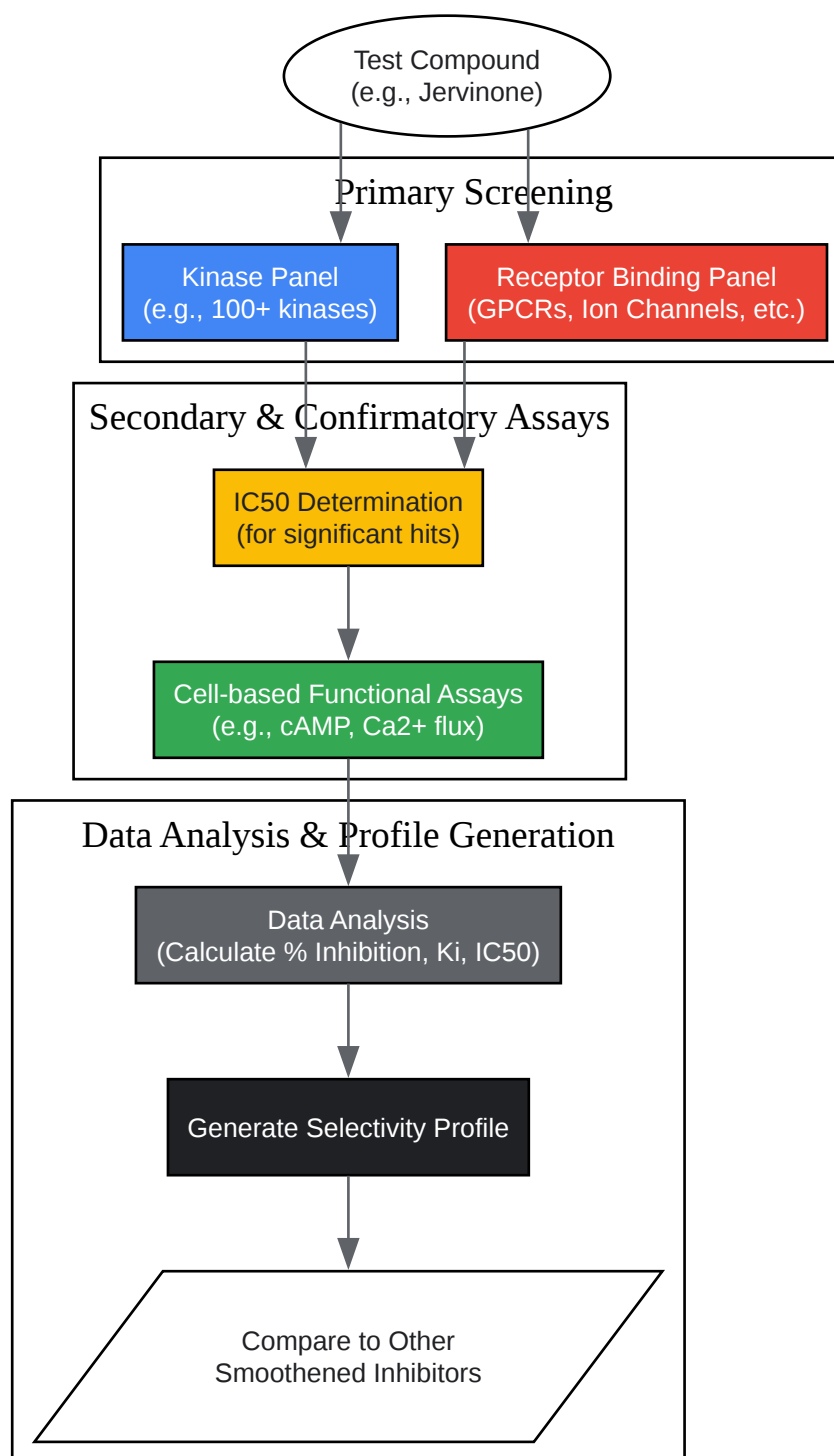 Test Compound
(e.g., Jervinone)
Primary Screening
Kinase Panel
(e.g., 100+ kinases)
Receptor Binding Panel
(GPCRs, Ion Channels, etc.)
Secondary & Confirmatory Assays
IC50 Determination
(for significant hits)
Cell-based Functional Assays
(e.g., cAMP, Ca2+ flux)
Data Analysis & Profile Generation
Data Analysis
(Calculate % Inhibition, Ki, IC50)
Generate Selectivity Profile
Compare to Other
Smoothened Inhibitors